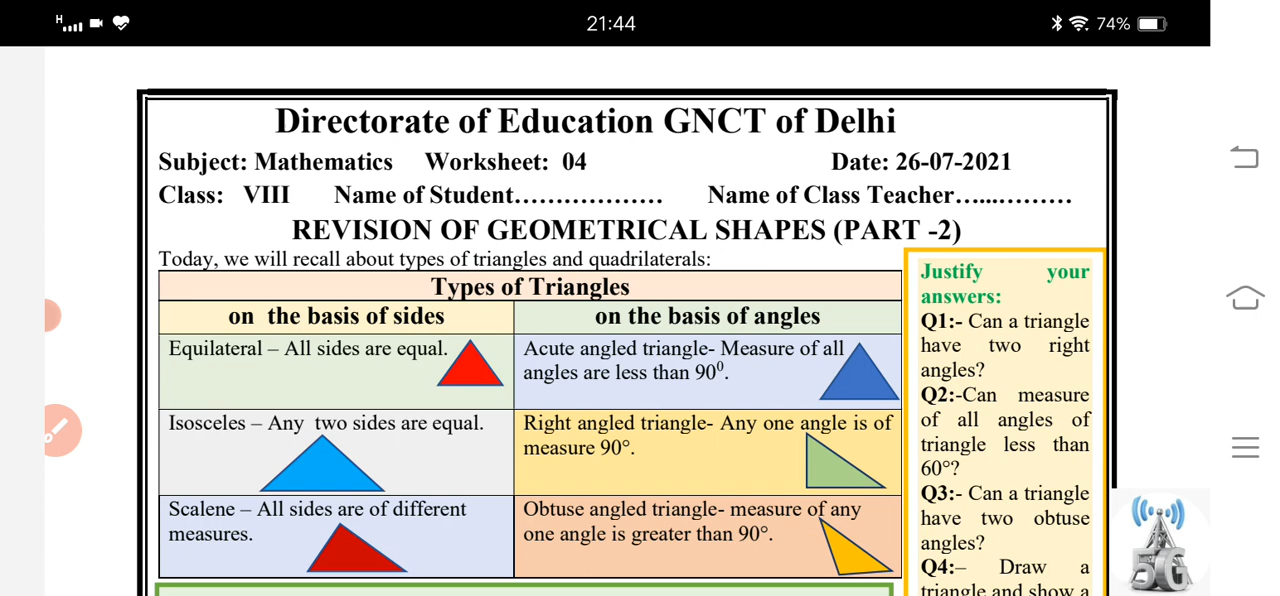 H
21:44
74%
Directorate of Education GNCT of Delhi
Subject: Mathematics Worksheet: 04 Date: 26-07-2021
Class: VIII Name of Student.................. Name of Class Teacher…...………
REVISION OF GEOMETRICAL SHAPES (PART -2)
Today, we will recall about types of triangles and quadrilaterals:
Types of Triangles
on the basis of sides
on the basis of angles
Equilateral – All sides are equal.
Acute angled triangle- Measure of all
angles are less than 90⁰.
Isosceles – Any two sides are equal.
Right angled triangle- Any one angle is of
measure 90°.
Scalene – All sides are of different
measures.
Obtuse angled triangle- measure of any
one angle is greater than 90°.
Justify your
answers:
Q1:- Can a triangle
have two right
angles?
Q2:-Can measure
of all angles of
triangle less than
60°?
Q3:- Can a triangle
have two obtuse
angles?
Q4:– Draw a
triangle and show a
5G